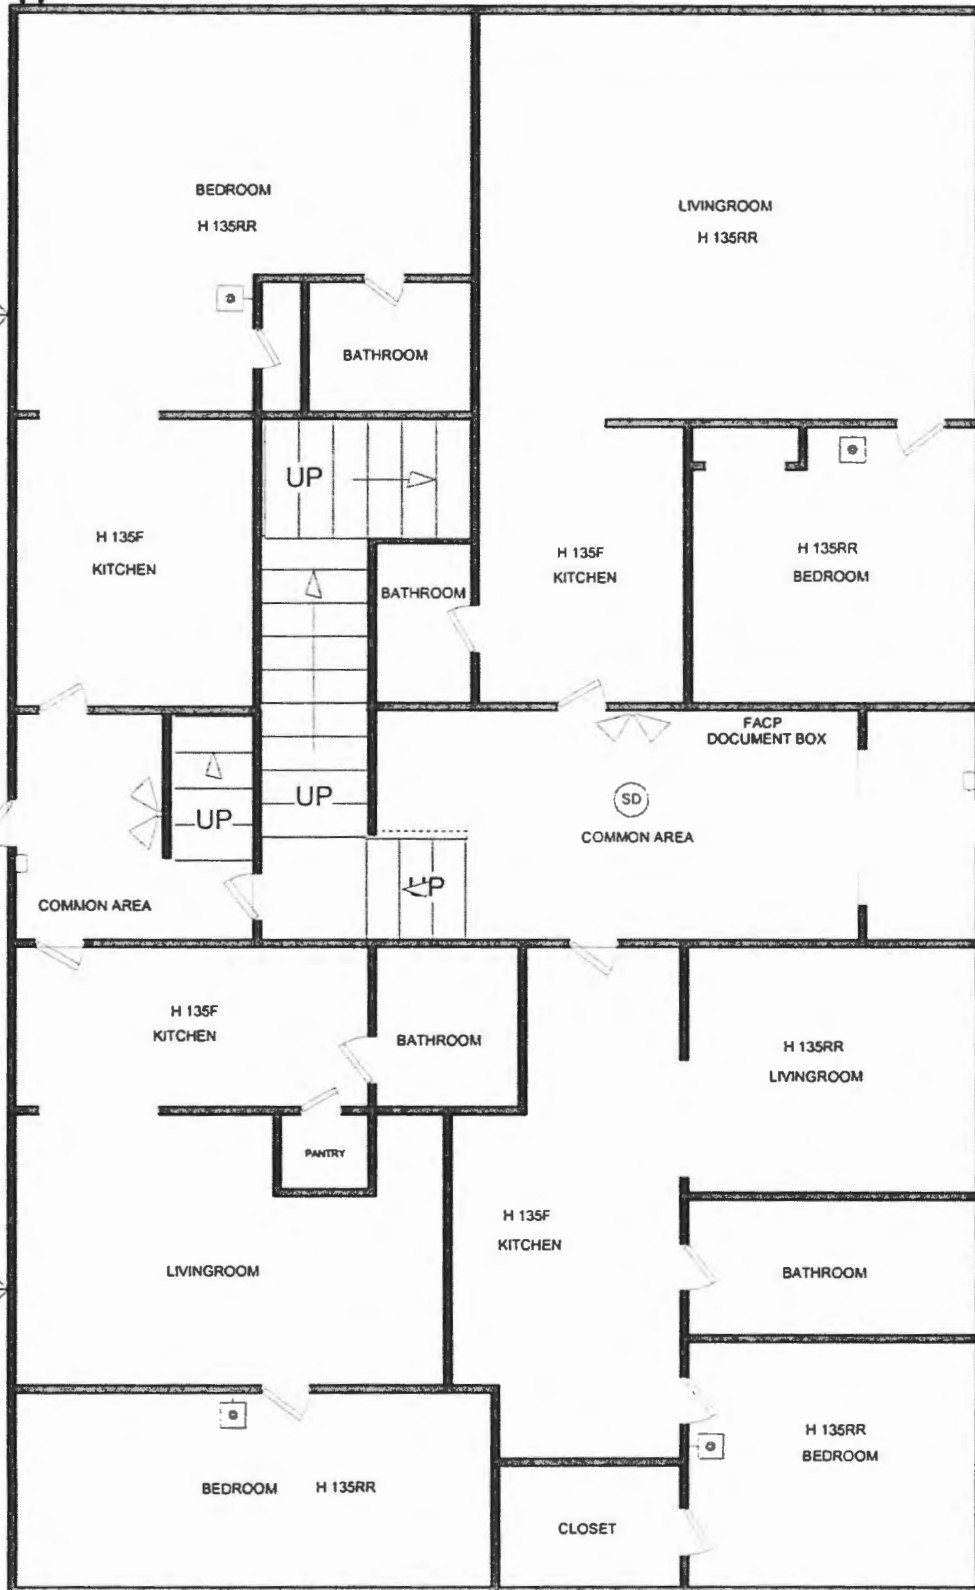 BEDROOM
H 135RR
LIVINGROOM
H 135RR
BATHROOM
UP
H 135F
KITCHEN
BATHROOM
H 135F
KITCHEN
H 135RR
BEDROOM
FACP
DOCUMENT BOX
SD
COMMON AREA
UP
UP
UP
COMMON AREA
H 135F
KITCHEN
BATHROOM
H 135RR
LIVINGROOM
PANTRY
H 135F
KITCHEN
LIVINGROOM
BATHROOM
H 135RR
BEDROOM
BEDROOM H 135RR
CLOSET